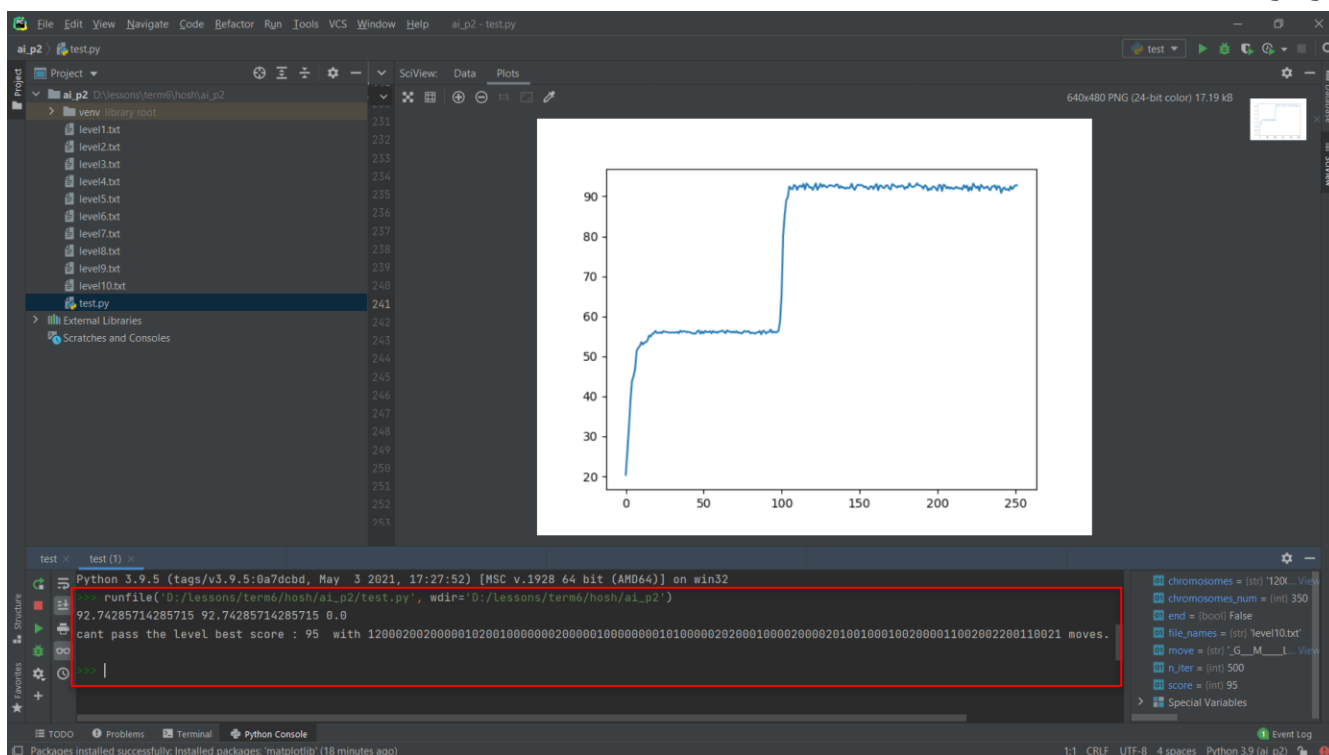 File Edit View Navigate Code Refactor Run Tools VCS Window Help ai_p2 - test.py
ai_p2 test.py
test
Project
SciView: Data Plots
ai_p2 D:\lessons\term6\hosh\ai_p2
venv library root
level1.txt
level2.txt
level3.txt
level4.txt
level5.txt
level6.txt
level7.txt
level8.txt
level9.txt
level10.txt
test.py
External Libraries
Scratches and Consoles
231
232
233
234
235
236
237
238
239
240
241
242
243
244
245
246
247
248
249
250
251
252
253
640x480 PNG (24-bit color) 17.19 kB
90
80
70
60
50
40
30
20
0 50 100 150 200 250
Project
Structure
Favorites
Database
SciView
test test (1)
Python 3.9.5 (tags/v3.9.5:0a7dcbd, May 3 2021, 17:27:52) [MSC v.1928 64 bit (AMD64)] on win32
>>> runfile('D:/lessons/term6/hosh/ai_p2/test.py', wdir='D:/lessons/term6/hosh/ai_p2')
92.74285714285715 92.74285714285715 0.0
cant pass the level best score : 95 with moves.
>>>
chromosomes = {str} '120(... View
chromosomes_num = {int} 350
end = {bool} False
file_names = {str} 'level10.txt'
move = {str} '_G__M____L... View
n_iter = {int} 500
score = {int} 95
Special Variables
TODO Problems Terminal Python Console
Event Log
Packages installed successfully: Installed packages: 'matplotlib' (18 minutes ago)
1:1 CRLF UTF-8 4 spaces Python 3.9 (ai_p2)